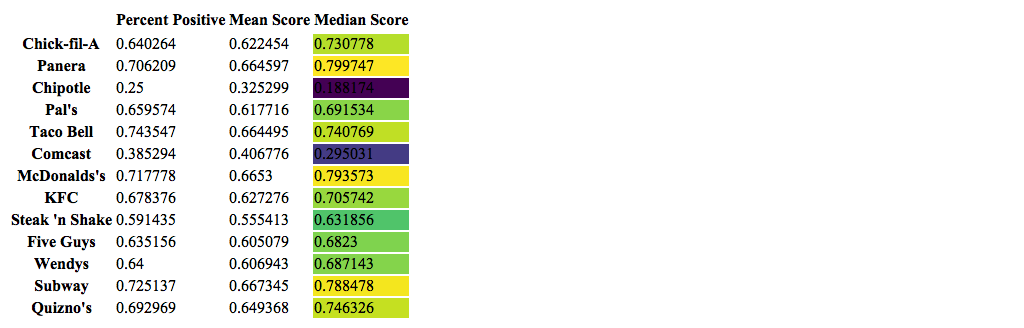 Percent Positive Mean Score Median Score
Chick-fil-A 0.640264 0.622454 0.730778
Panera 0.706209 0.664597 0.799747
Chipotle 0.25 0.325299 0.188174
Pal's 0.659574 0.617716 0.691534
Taco Bell 0.743547 0.664495 0.740769
Comcast 0.385294 0.406776 0.295031
McDonalds's 0.717778 0.6653 0.793573
KFC 0.678376 0.627276 0.705742
Steak 'n Shake 0.591435 0.555413 0.631856
Five Guys 0.635156 0.605079 0.6823
Wendys 0.64 0.606943 0.687143
Subway 0.725137 0.667345 0.788478
Quizno's 0.692969 0.649368 0.746326